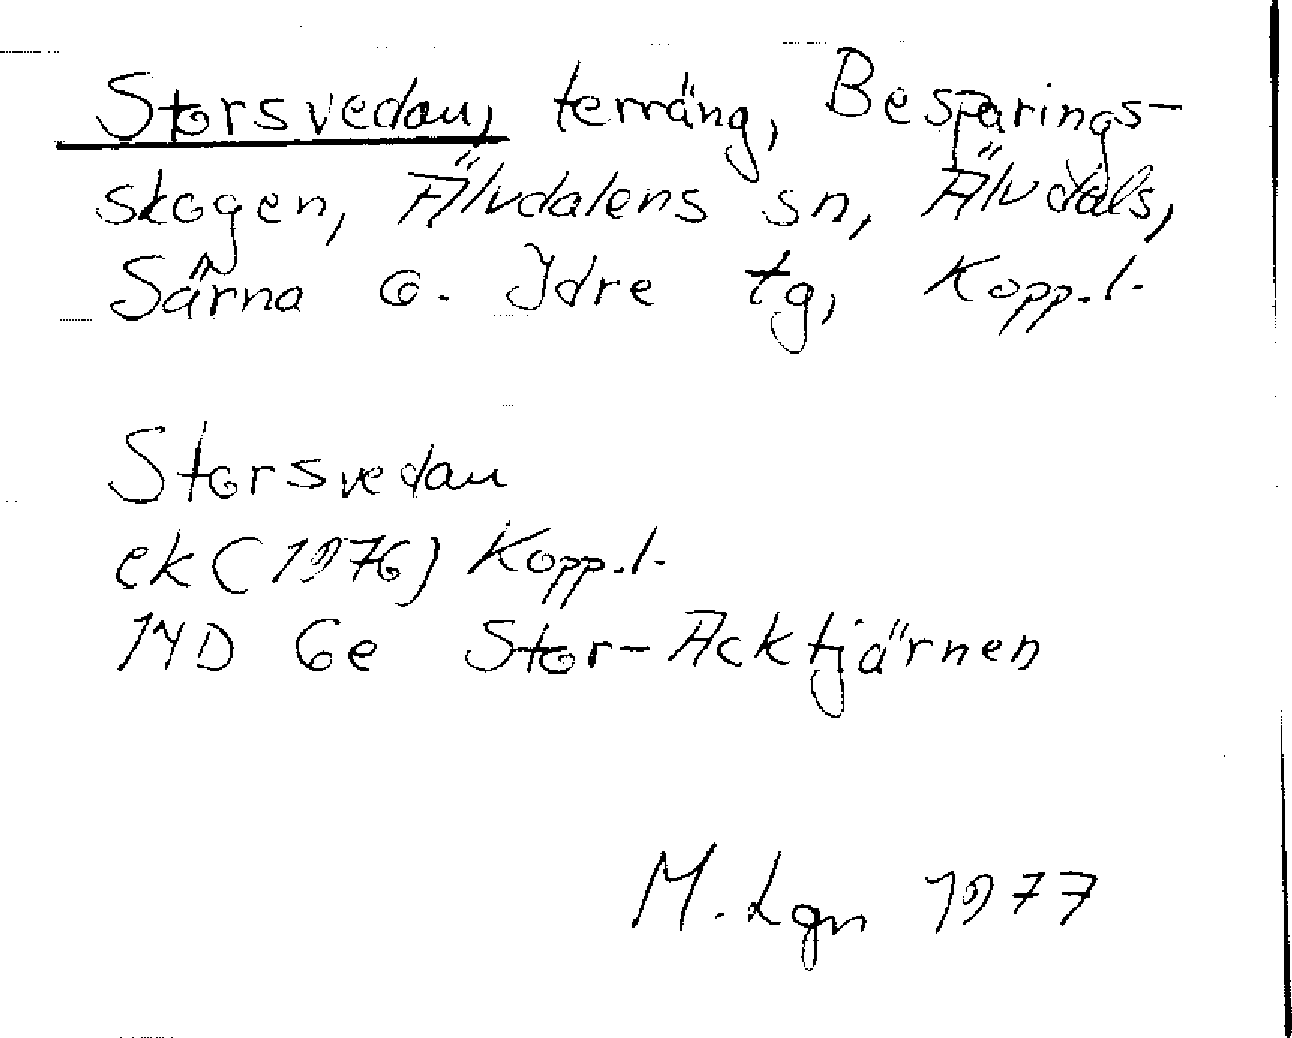 Storsvedan, terräng, Besparings-
skogen, Älvdalens sn, Älvdals,
Särna o. Idre tg, Kopp.l.
Storsvedan
ek (1976) Kopp.l.
14D 6e Stor-Acktjärnen
M. Lgn 1977